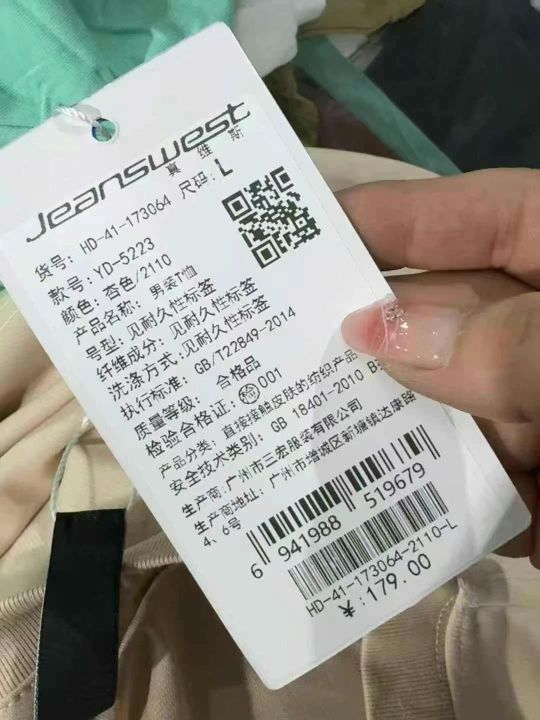 Jeanswest
真维斯
货号: HD-41-173064 尺码: L
款号: YD-5223
颜色: 杏色/2110
产品名称: 男装T恤
号型: 见耐久性标签
纤维成分: 见耐久性标签
洗涤方式: 见耐久性标签
执行标准: GB/T22849-2014
质量等级: 合格品
检验合格证: 001
产品分类: 直接接触皮肤的纺织产品
安全技术类别: GB 18401-2010 B
生产商: 广州市三宏服装有限公司
生产商地址: 广州市增城区新塘镇达康路
4、6号
6 941988 519679
HD-41-173064-2110-L
¥:179.00